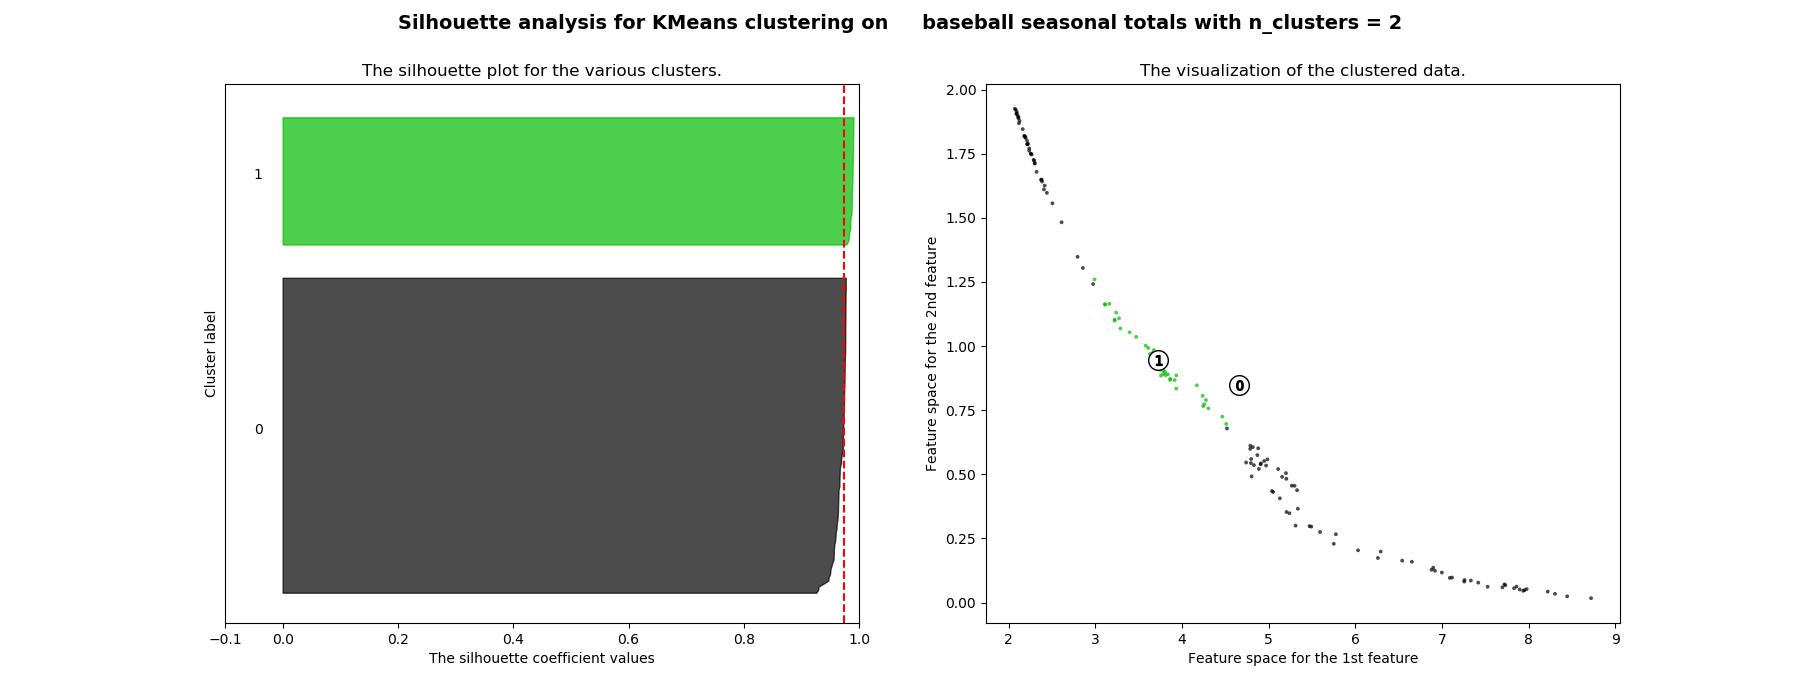 Silhouette analysis for KMeans clustering on     baseball seasonal totals with n_clusters = 2
The silhouette plot for the various clusters.
1
0
Cluster label
−0.1 0.0 0.2 0.4 0.6 0.8 1.0
The silhouette coefficient values
The visualization of the clustered data.
2.00
1.75
1.50
1.25
1.00
0.75
0.50
0.25
0.00
Feature space for the 2nd feature
1
0
2 3 4 5 6 7 8 9
Feature space for the 1st feature